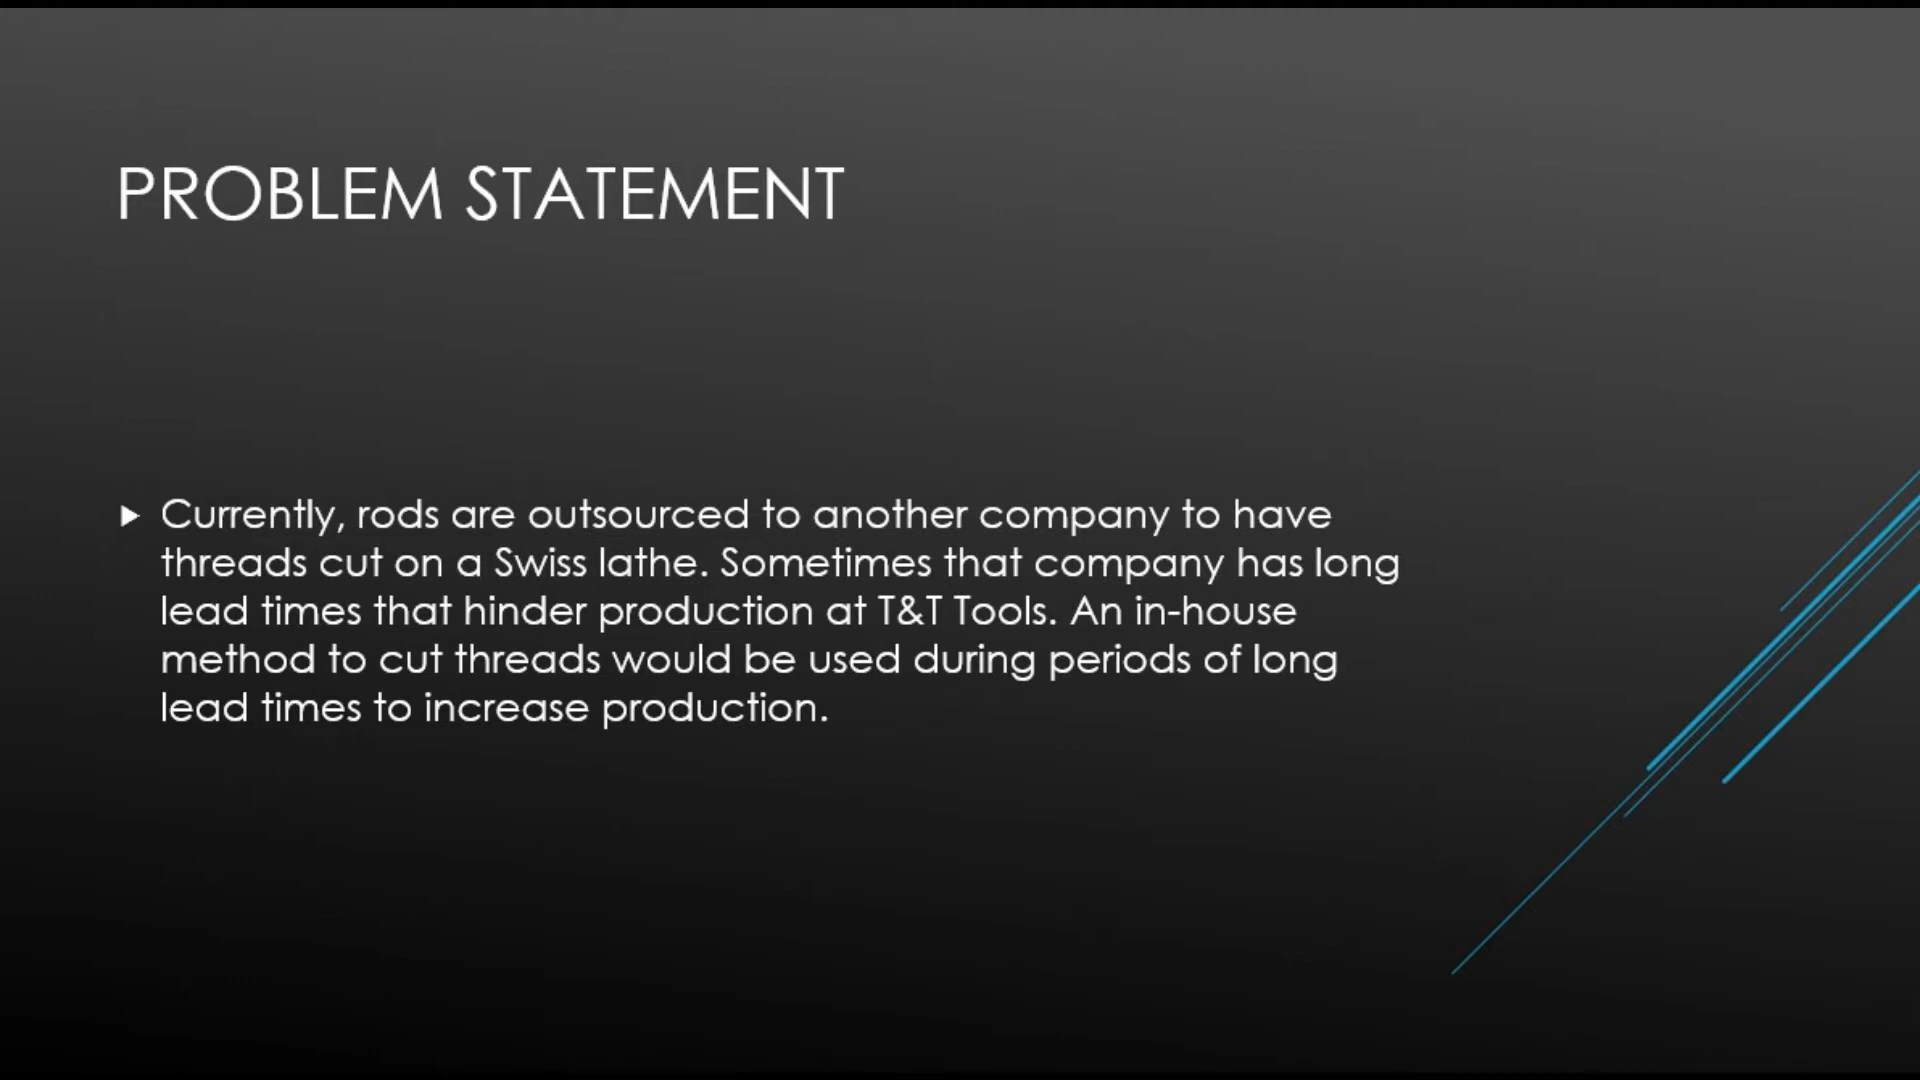 PROBLEM STATEMENT
Currently, rods are outsourced to another company to have
threads cut on a Swiss lathe. Sometimes that company has long
lead times that hinder production at T&T Tools. An in-house
method to cut threads would be used during periods of long
lead times to increase production.